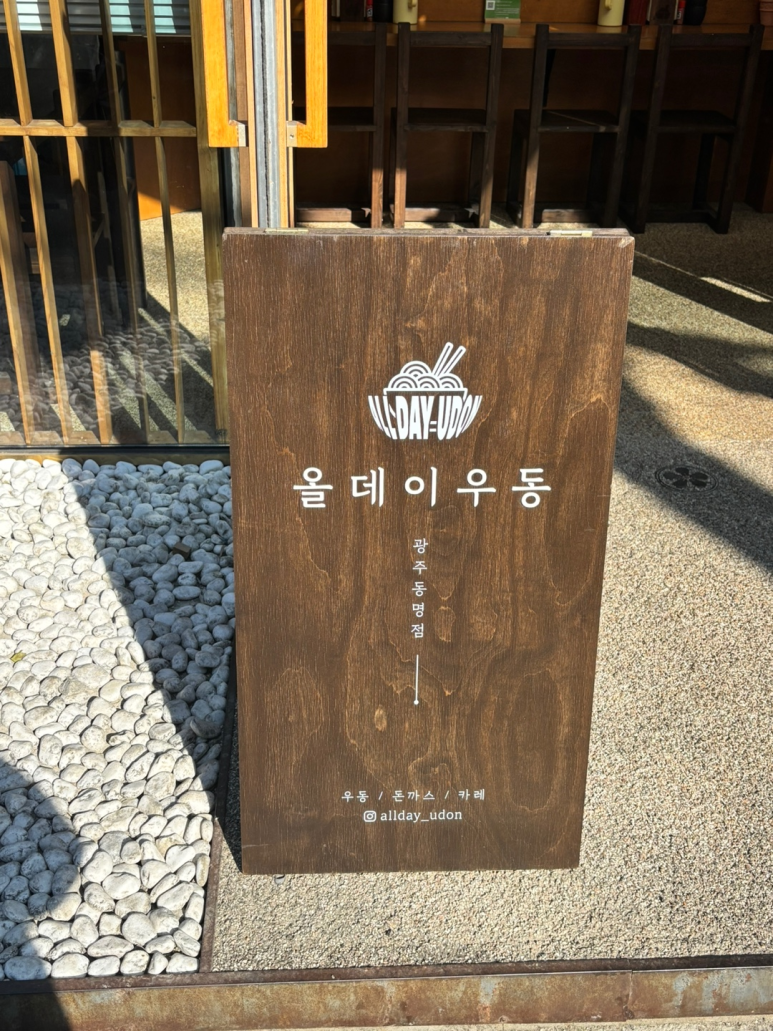 ALLDAY-UDON
올데이우동
광주동명점
우동 / 돈까스 / 카레
allday_udon